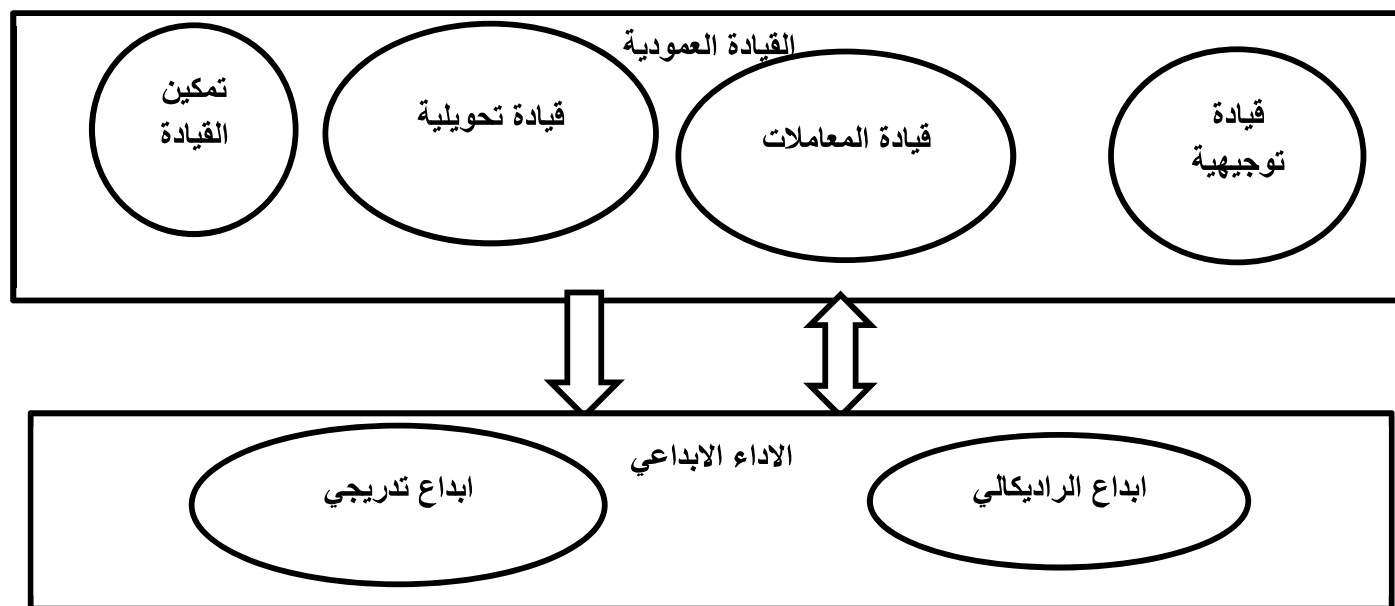 القيادة العمودية
قيادة
توجيهية
قيادة المعاملات
قيادة تحويلية
تمكين
القيادة
الاداء الابداعي
ابداع الراديكالي
ابداع تدريجي